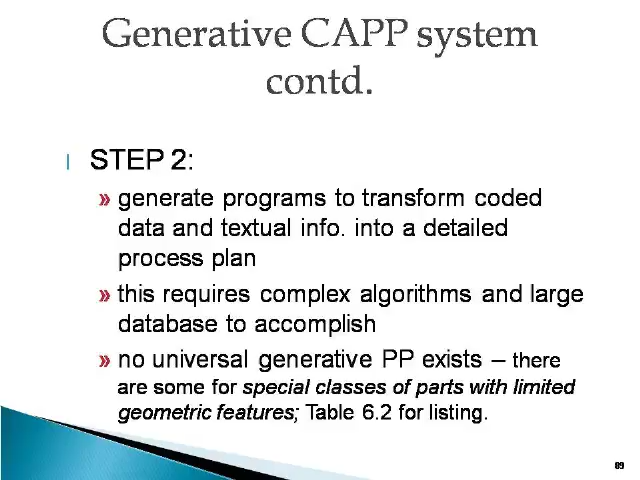 Generative CAPP system
contd.
STEP 2:
» generate programs to transform coded
data and textual info. into a detailed
process plan
» this requires complex algorithms and large
database to accomplish
» no universal generative PP exists – there
are some for special classes of parts with limited
geometric features; Table 6.2 for listing.
89